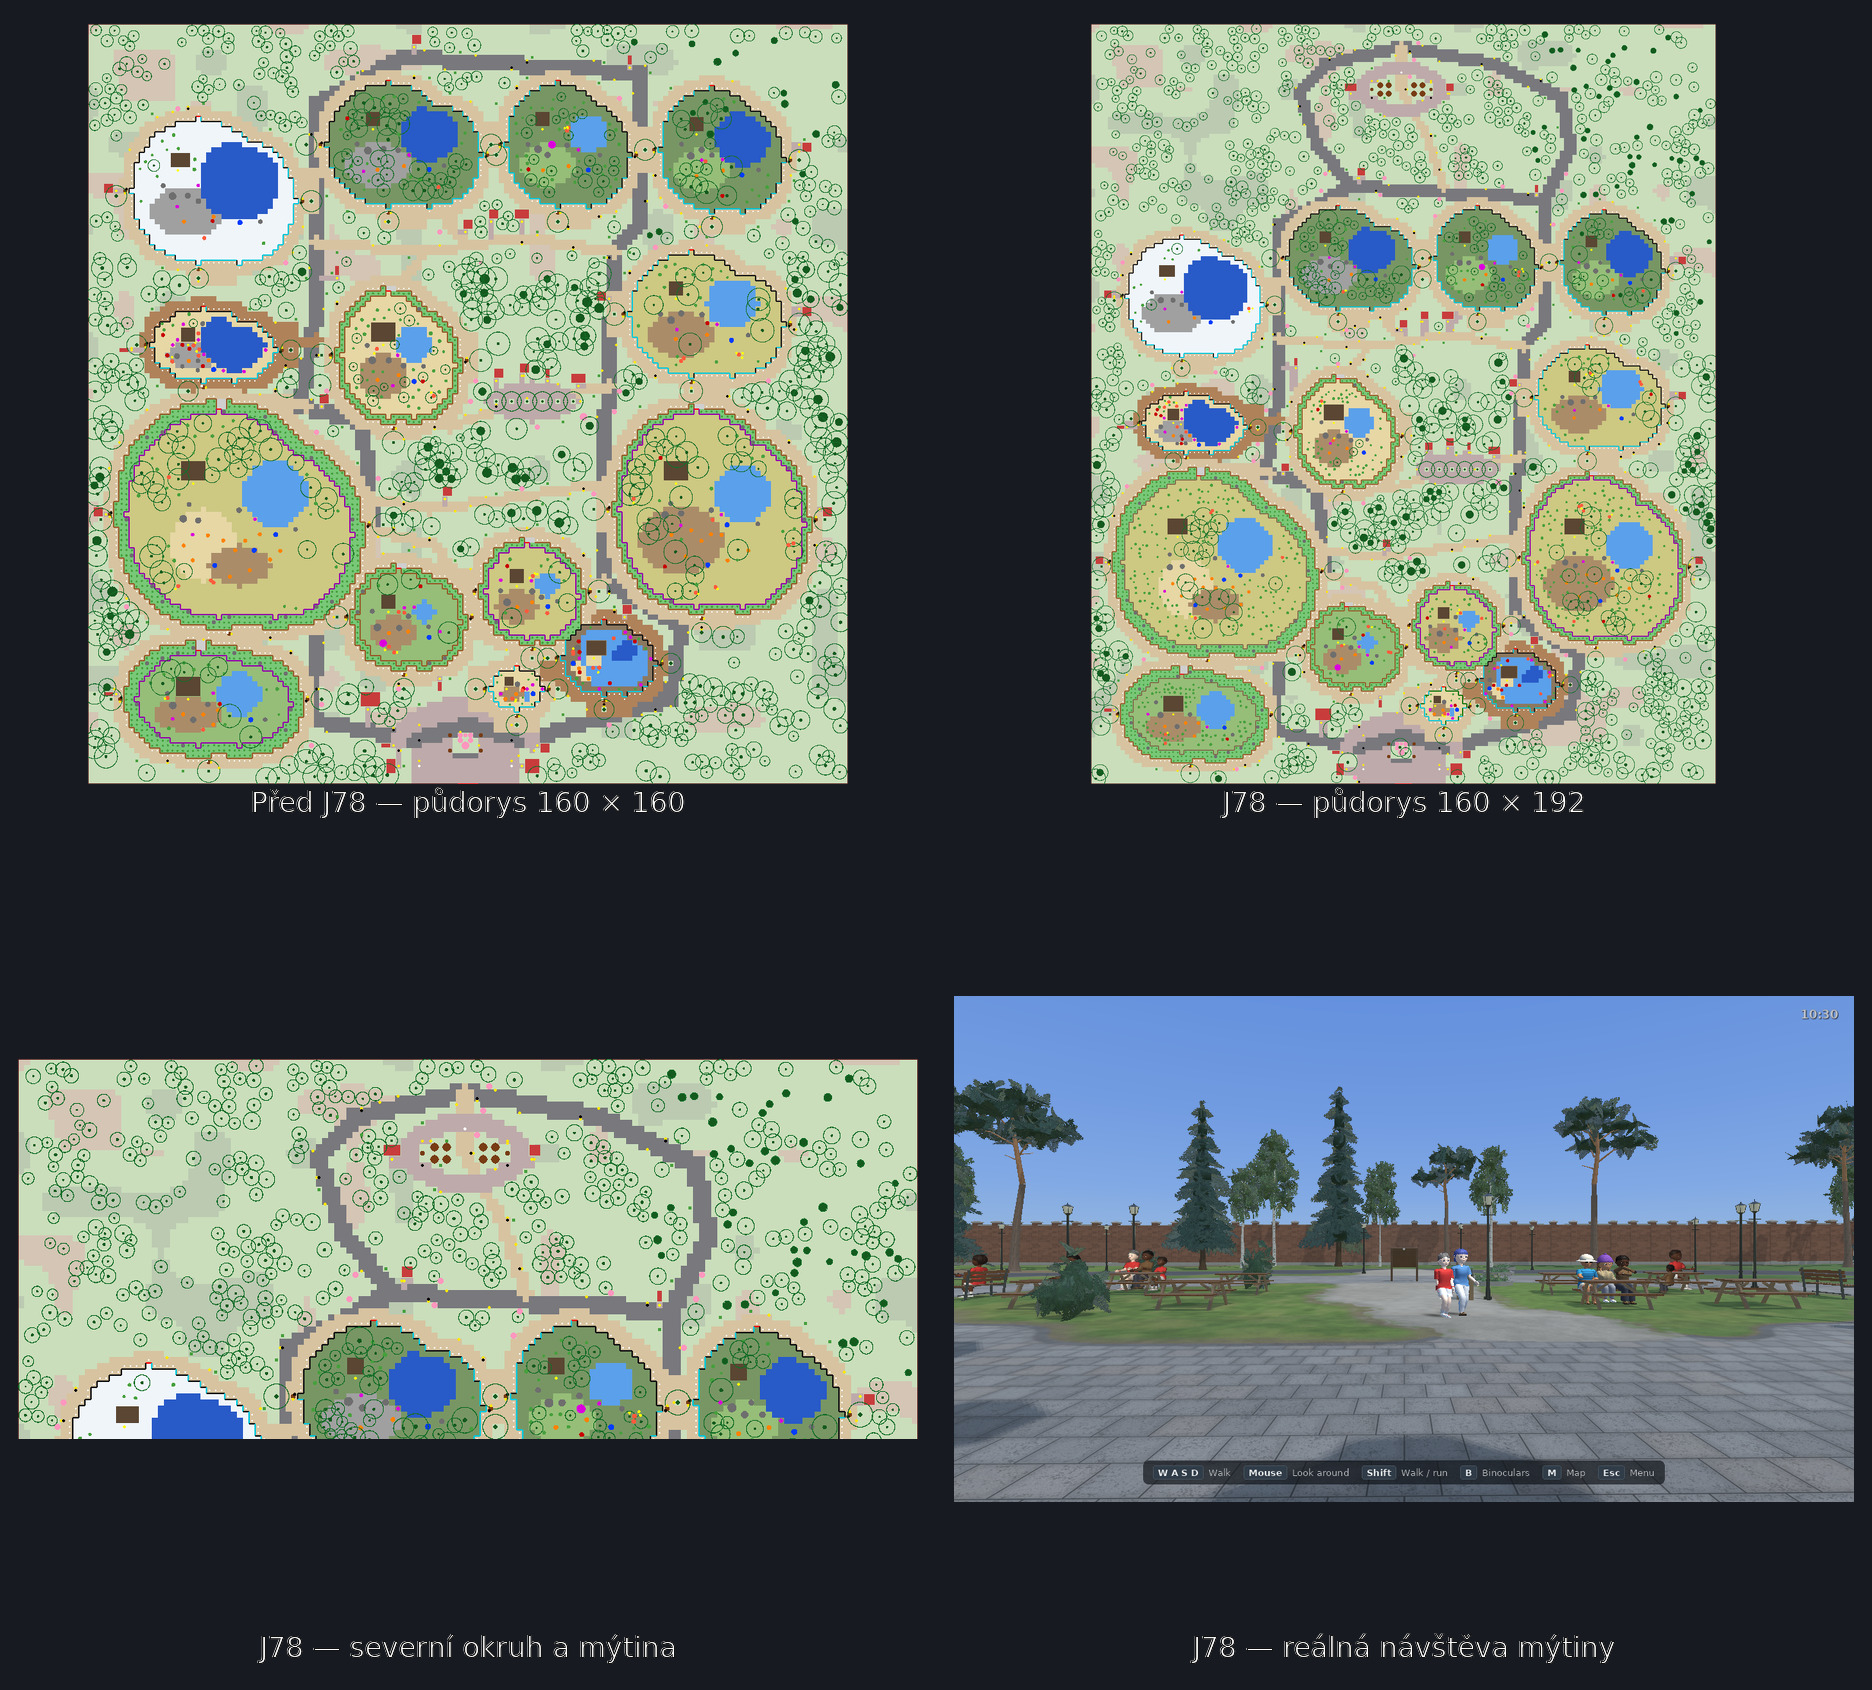 Před J78 — půdorys 160 × 160
J78 — půdorys 160 × 192
10:30
W A S D Walk Mouse Look around Shift Walk / run B Binoculars M Map Esc Menu
J78 — severní okruh a mýtina
J78 — reálná návštěva mýtiny